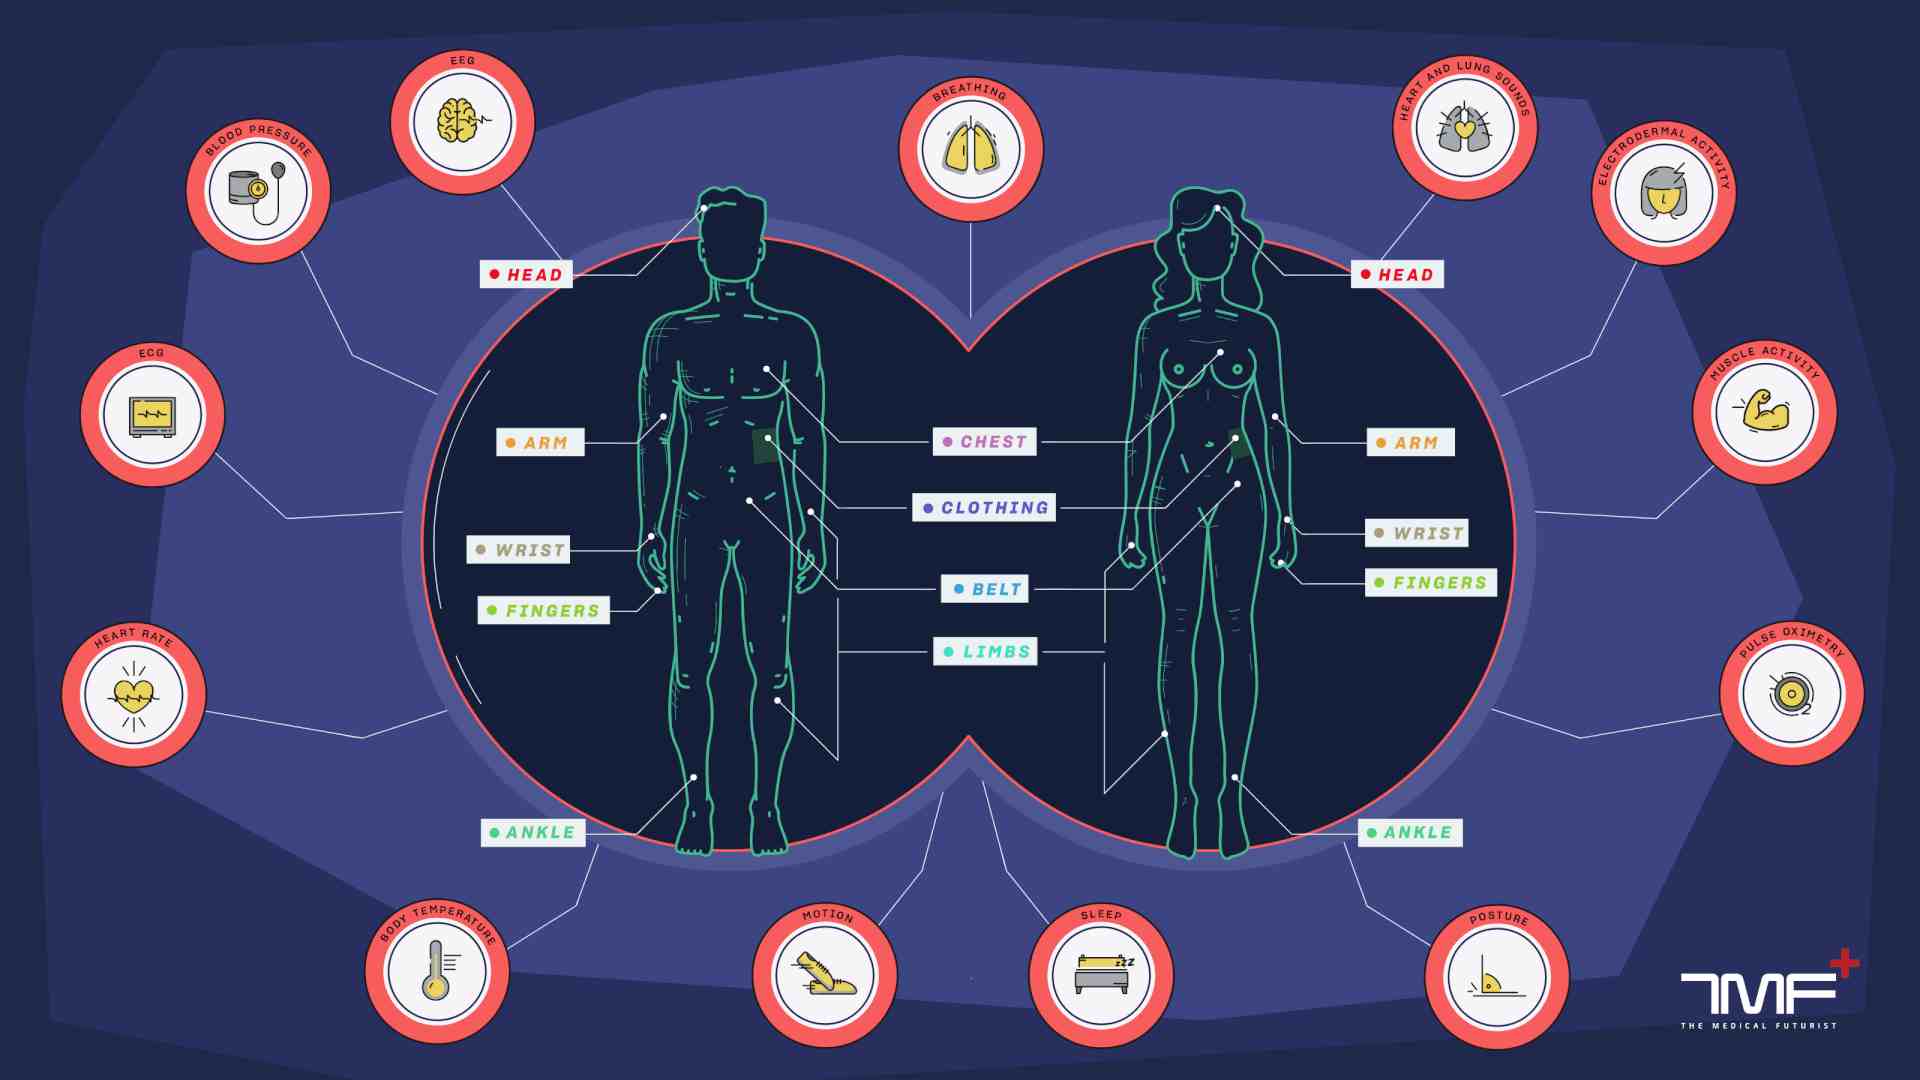 EEG
BREATHING
HEART AND LUNG SOUNDS
BLOOD PRESSURE
ELECTRODERMAL ACTIVITY
HEAD
HEAD
ECG
MUSCLE ACTIVITY
ARM
CHEST
ARM
CLOTHING
WRIST
WRIST
BELT
FINGERS
FINGERS
HEART RATE
LIMBS
PULSE OXIMETRY
2
ANKLE
ANKLE
BODY TEMPERATURE
MOTION
SLEEP
zzz
POSTURE
TMF
THE MEDICAL FUTURIST